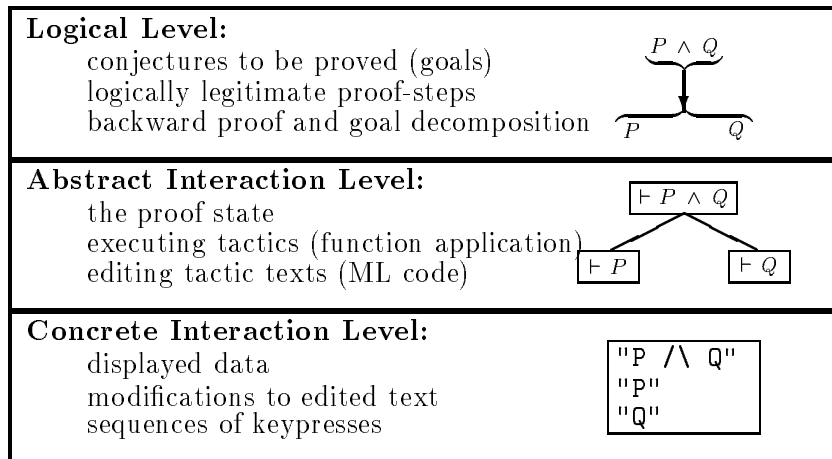 Logical Level:
conjectures to be proved (goals)
logically legitimate proof-steps
backward proof and goal decomposition
P ∧ Q
P Q
Abstract Interaction Level:
the proof state
executing tactics (function application)
editing tactic texts (ML code)
⊢ P ∧ Q
⊢ P ⊢ Q
Concrete Interaction Level:
displayed data
modifications to edited text
sequences of keypresses
"P /\ Q"
"P"
"Q"